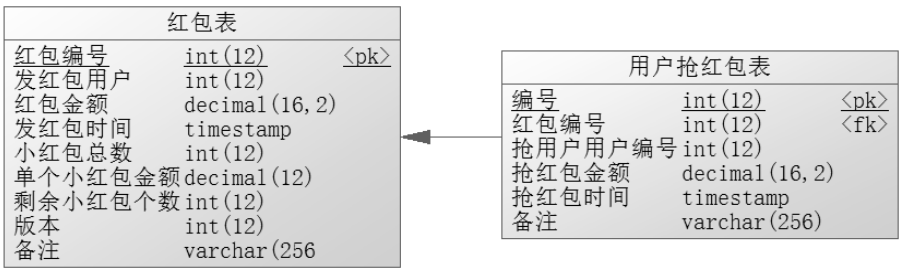 红包表
红包编号 int(12) <pk>
发红包用户 int(12)
红包金额 decimal(16,2)
发红包时间 timestamp
小红包总数 int(12)
单个小红包金额 decimal(12)
剩余小红包个数 int(12)
版本 int(12)
备注 varchar(256
用户抢红包表
编号 int(12) <pk>
红包编号 int(12) <fk>
抢用户用户编号 int(12)
抢红包金额 decimal(16,2)
抢红包时间 timestamp
备注 varchar(256)